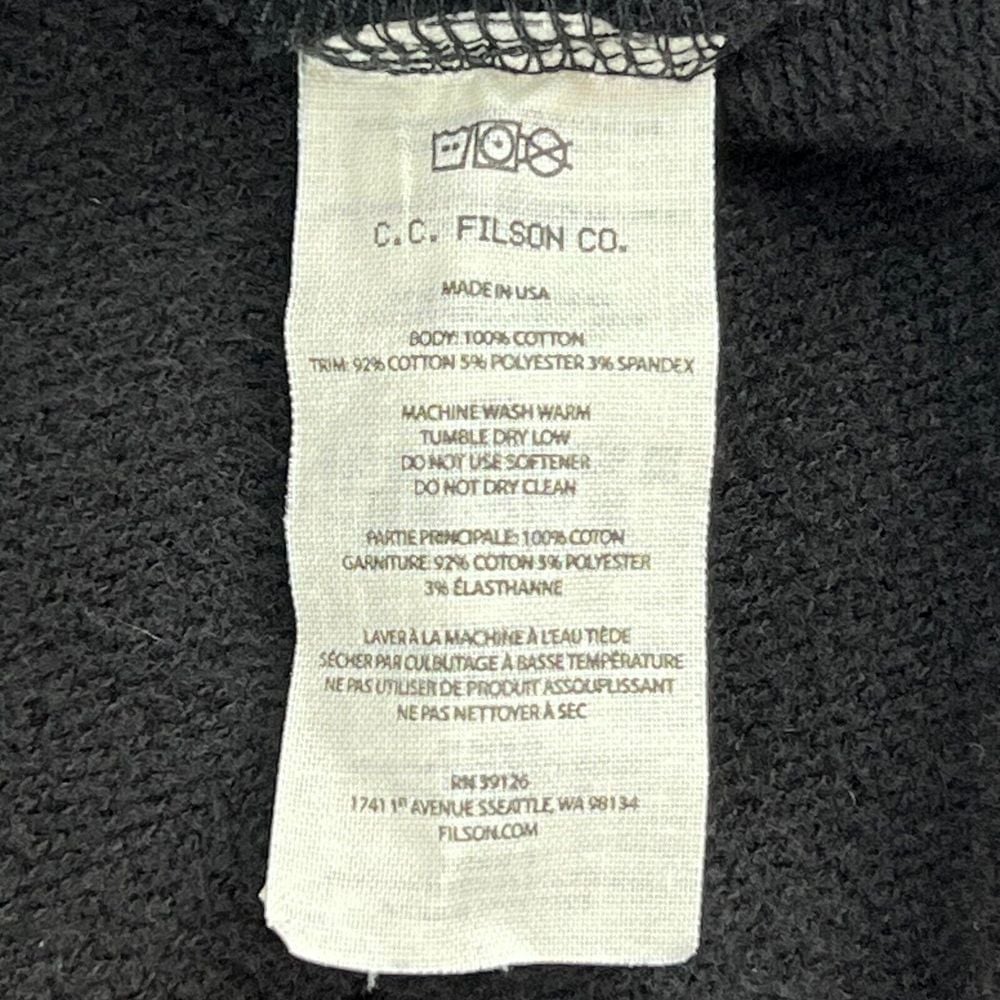 C.C. FILSON CO.
MADE IN USA
BODY: 100% COTTON
TRIM: 92% COTTON 5% POLYESTER 3% SPANDEX
MACHINE WASH WARM
TUMBLE DRY LOW
DO NOT USE SOFTENER
DO NOT DRY CLEAN
PARTIE PRINCIPALE: 100% COTON
GARNITURE: 92% COTON 5% POLYESTER
3% ÉLASTHANNE
LAVER À LA MACHINE À L'EAU TIÈDE
SÉCHER PAR CULBUTAGE À BASSE TEMPÉRATURE
NE PAS UTILISER DE PRODUIT ASSOUPLISSANT
NE PAS NETTOYER À SEC
RN 39126
1741 1ST AVENUE SSEATTLE, WA 98134
FILSON.COM